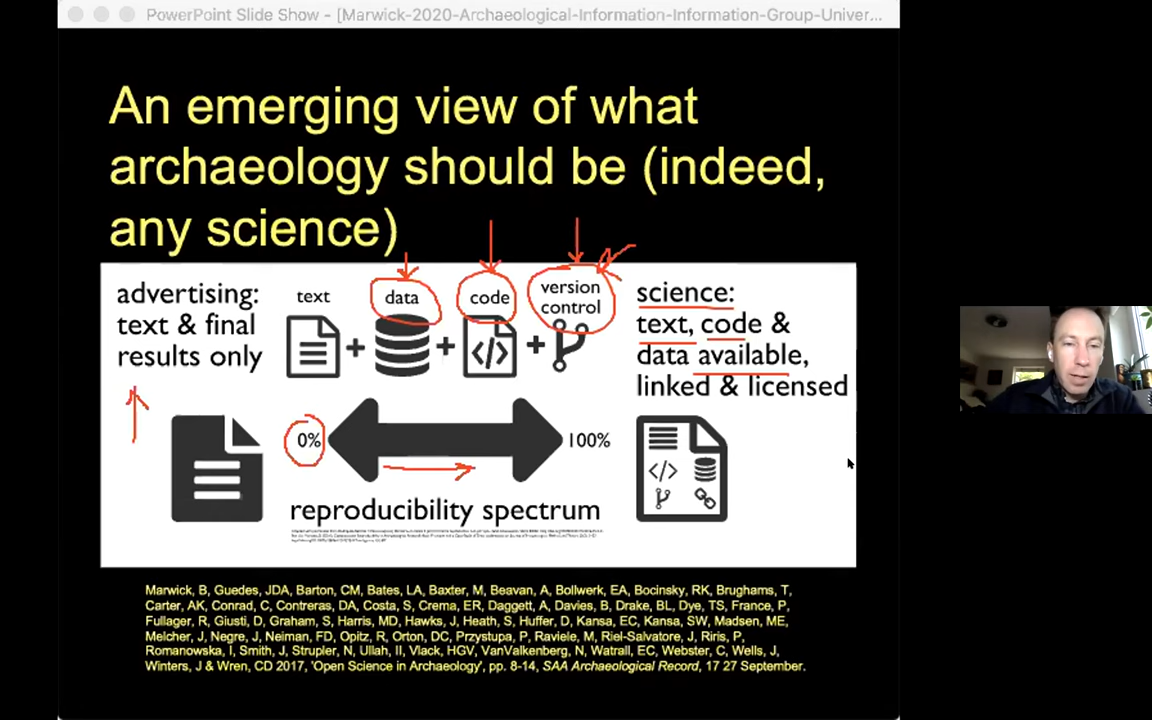 PowerPoint Slide Show - [Marwick-2020-Archaeological-Information-Information-Group-Univer...
An emerging view of what
archaeology should be (indeed,
any science)
advertising:
text & final
results only
text
data
code
version
control
science:
text, code &
data available,
linked & licensed
0%
100%
reproducibility spectrum
Marwick, B, Guedes, JDA, Barton, CM, Bates, LA, Baxter, M, Beavan, A, Bollwerk, EA, Bocinsky, RK, Brughams, T,
Carter, AK, Conrad, C, Contreras, DA, Costa, S, Crema, ER, Daggett, A, Davies, B, Drake, BL, Dye, TS, France, P,
Fullager, R, Giusti, D, Graham, S, Harris, MD, Hawks, J, Heath, S, Huffer, D, Kansa, EC, Kansa, SW, Madsen, ME,
Melcher, J, Negre, J, Neiman, FD, Opitz, R, Orton, DC, Przystupa, P, Raviele, M, Riel-Salvatore, J, Riris, P,
Romanowska, I, Smith, J, Strupler, N, Ullah, II, Vlack, HGV, VanValkenberg, N, Watrall, EC, Webster, C, Wells, J,
Winters, J & Wren, CD 2017, 'Open Science in Archaeology', pp. 8-14, SAA Archaeological Record, 17 27 September.